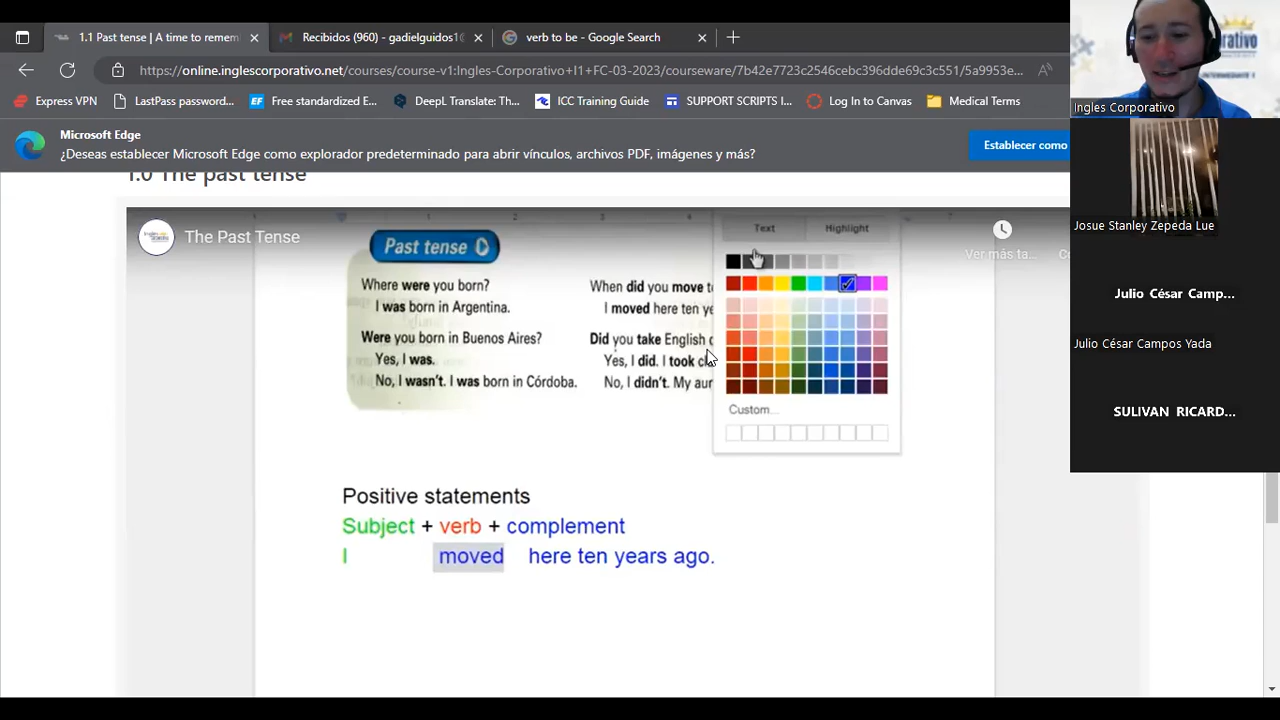 1.1 Past tense | A time to remem
Recibidos (960) - gadielguidos1@
verb to be - Google Search
https://online.inglescorporativo.net/courses/course-v1:Ingles-Corporativo+I1+FC-03-2023/courseware/7b42e7723c2546cebc396dde69c3c551/5a9953e...
Express VPN
LastPass password...
Free standardized E...
DeepL Translate: Th...
ICC Training Guide
SUPPORT SCRIPTS I...
Log In to Canvas
Medical Terms
Microsoft Edge
¿Deseas establecer Microsoft Edge como explorador predeterminado para abrir vínculos, archivos PDF, imágenes y más?
Establecer como
1.0 The past tense
The Past Tense
Ver más ta...
Past tense
Where were you born?
I was born in Argentina.
Were you born in Buenos Aires?
Yes, I was.
No, I wasn't. I was born in Córdoba.
When did you move to
I moved here ten ye
Did you take English
Yes, I did. I took
No, I didn't. My aun
Text
Highlight
Custom...
Positive statements
Subject + verb + complement
I moved here ten years ago.
Ingles Corporativo
Josue Stanley Zepeda Lue
Julio César Camp...
Julio César Campos Yada
SULIVAN RICARD...